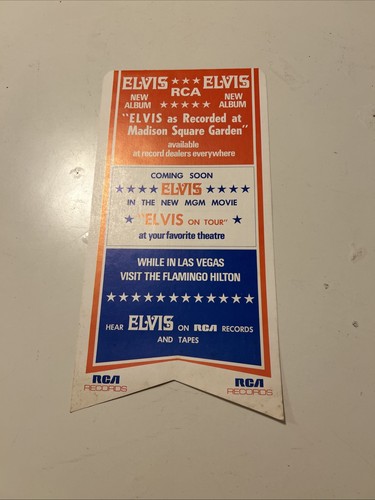 ELVIS ★★★ ELVIS
RCA
NEW ALBUM ★★★★★ NEW ALBUM
"ELVIS as Recorded at
Madison Square Garden"
available
at record dealers everywhere
COMING SOON
★★★★ ELVIS ★★★★
IN THE NEW MGM MOVIE
★ "ELVIS ON TOUR" ★
at your favorite theatre
WHILE IN LAS VEGAS
VISIT THE FLAMINGO HILTON
★★★★★★★★★★★★
HEAR ELVIS ON RCA RECORDS
AND TAPES
RCA RECORDS
RCA RECORDS